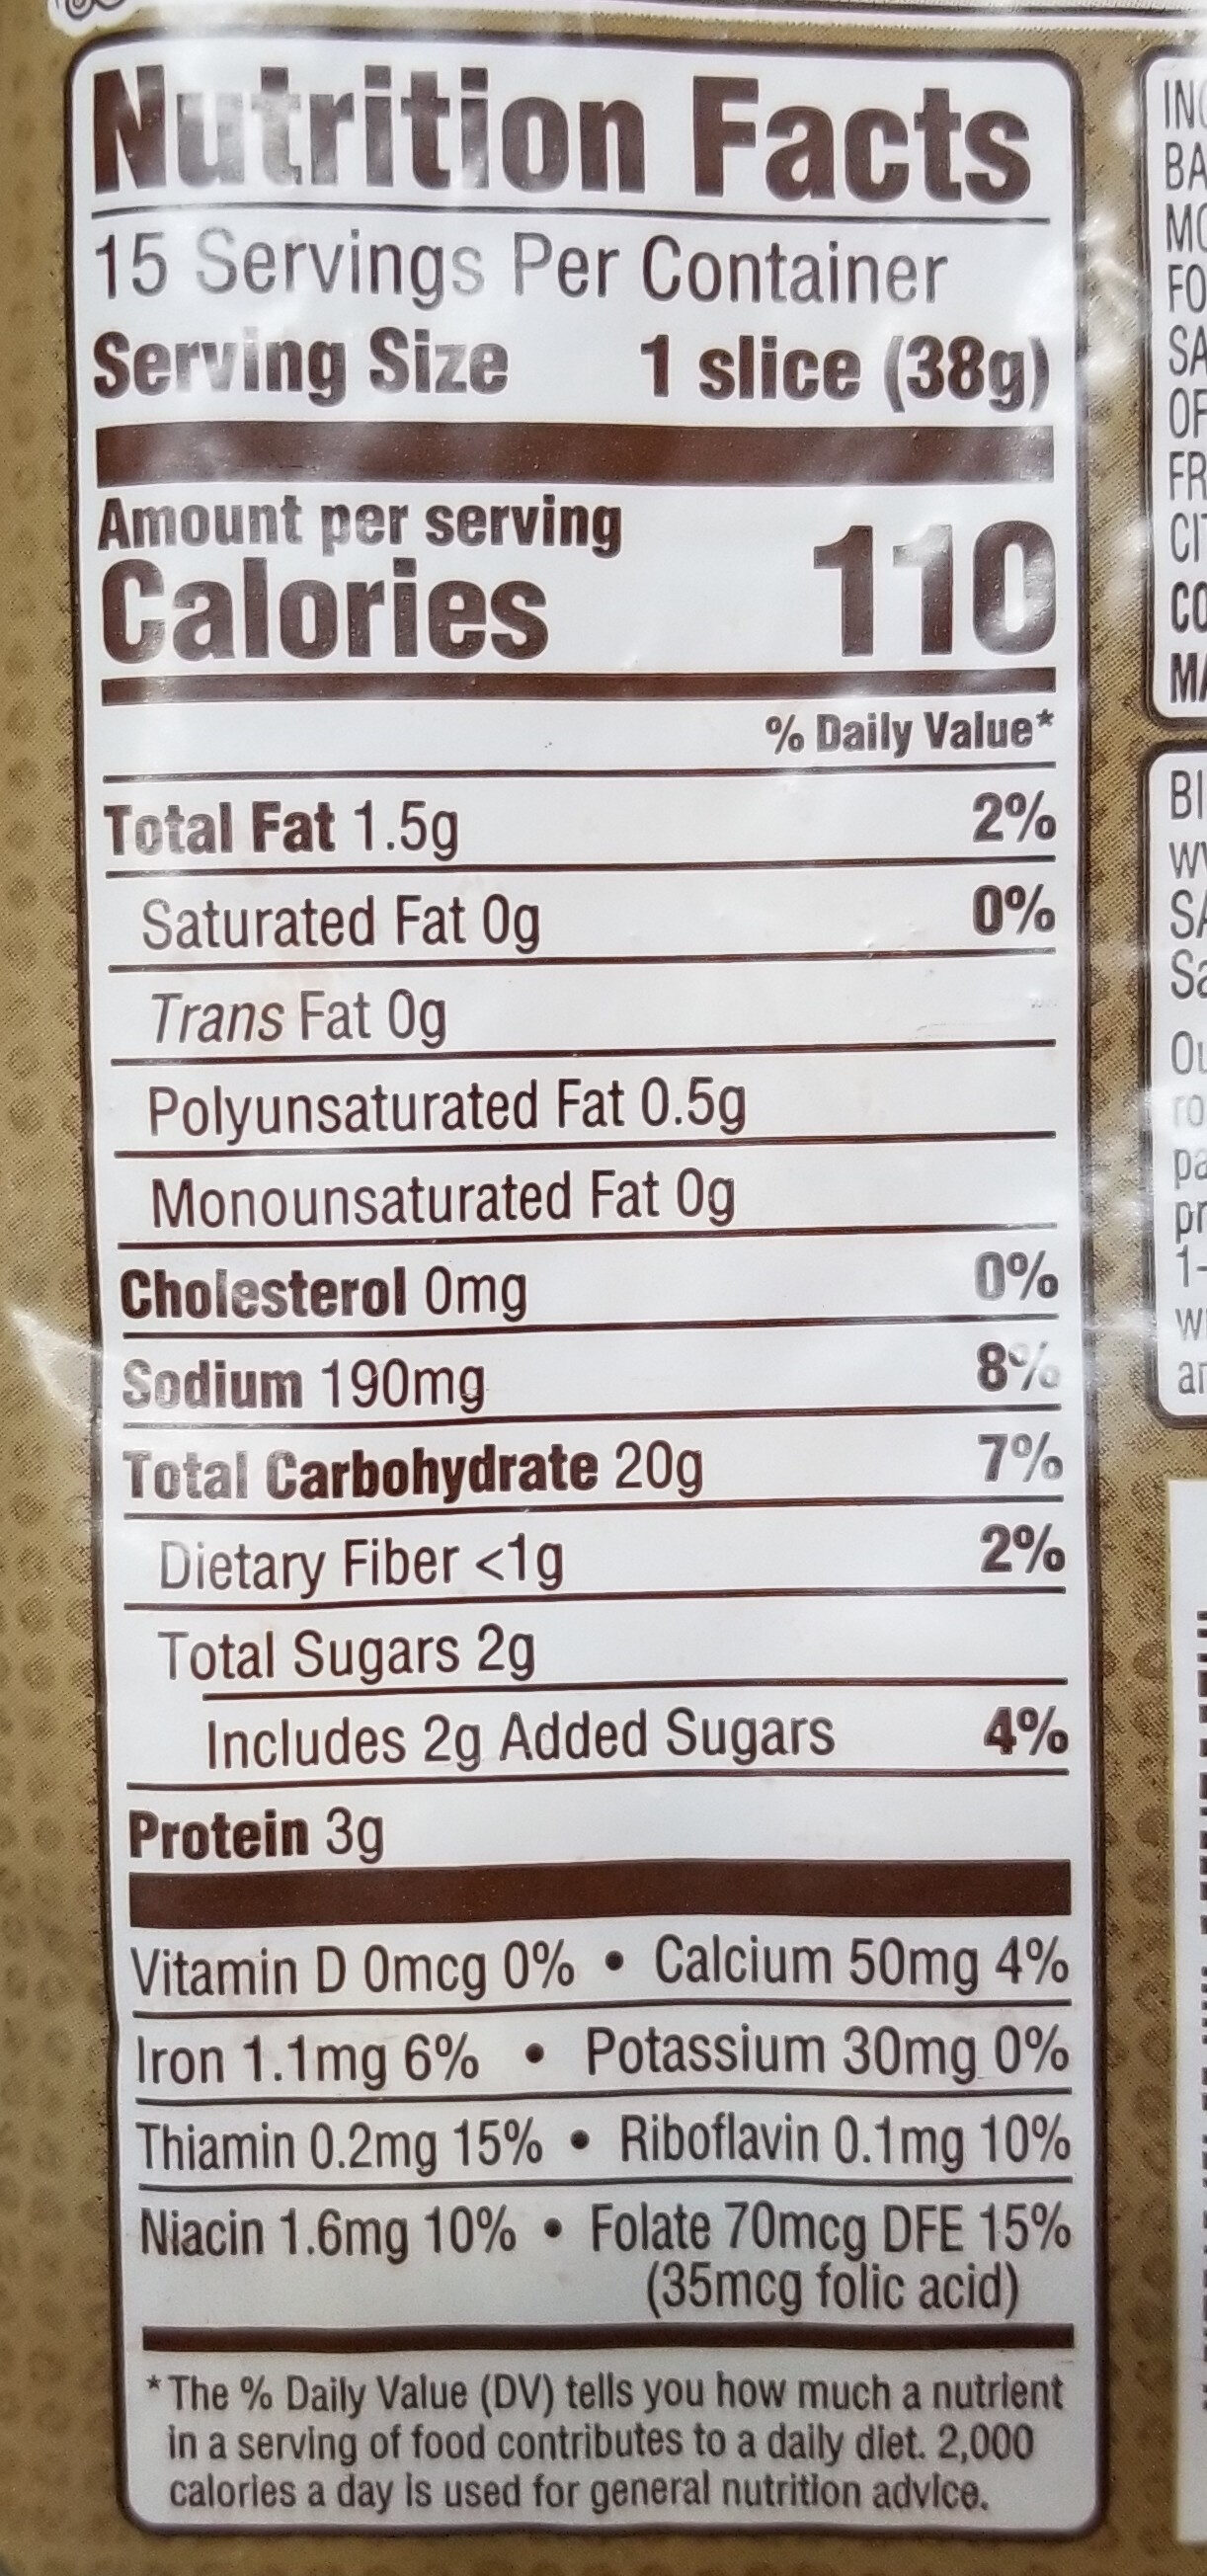 Nutrition Facts
15 Servings Per Container
Serving Size 1 slice (38g)
Amount per serving
Calories 110
% Daily Value*
Total Fat 1.5g 2%
Saturated Fat 0g 0%
Trans Fat 0g
Polyunsaturated Fat 0.5g
Monounsaturated Fat 0g
Cholesterol 0mg 0%
Sodium 190mg 8%
Total Carbohydrate 20g 7%
Dietary Fiber <1g 2%
Total Sugars 2g
Includes 2g Added Sugars 4%
Protein 3g
Vitamin D 0mcg 0% • Calcium 50mg 4%
Iron 1.1mg 6% • Potassium 30mg 0%
Thiamin 0.2mg 15% • Riboflavin 0.1mg 10%
Niacin 1.6mg 10% • Folate 70mcg DFE 15%
(35mcg folic acid)
* The % Daily Value (DV) tells you how much a nutrient
in a serving of food contributes to a daily diet. 2,000
calories a day is used for general nutrition advice.